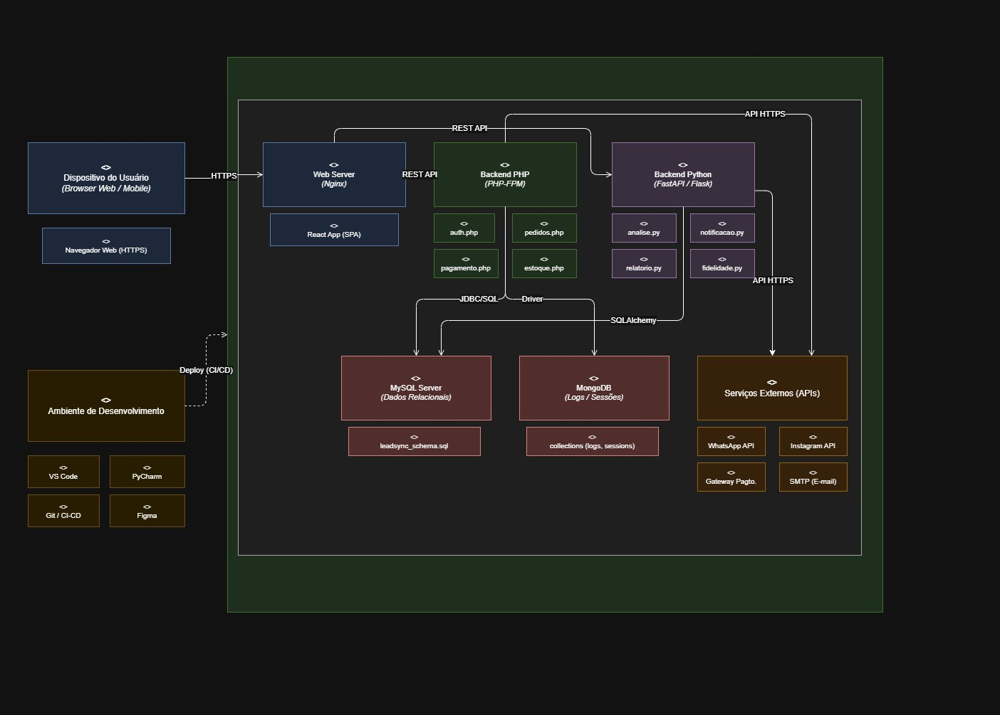 API HTTPS
REST API
<>
Dispositivo do Usuário
(Browser Web / Mobile)
HTTPS
<>
Web Server
(Nginx)
REST API
<>
Backend PHP
(PHP-FPM)
<>
Backend Python
(FastAPI / Flask)
<>
Navegador Web (HTTPS)
<>
React App (SPA)
<>
auth.php
<>
pedidos.php
<>
pagamento.php
<>
estoque.php
<>
analise.py
<>
notificacao.py
<>
relatorio.py
<>
fidelidade.py
API HTTPS
JDBC/SQL
Driver
SQLAlchemy
Deploy (CI/CD)
<>
Ambiente de Desenvolvimento
<>
VS Code
<>
PyCharm
<>
Git / CI-CD
<>
Figma
<>
MySQL Server
(Dados Relacionais)
<>
leadsync_schema.sql
<>
MongoDB
(Logs / Sessões)
<>
collections (logs, sessions)
<>
Serviços Externos (APIs)
<>
WhatsApp API
<>
Instagram API
<>
Gateway Pagto.
<>
SMTP (E-mail)